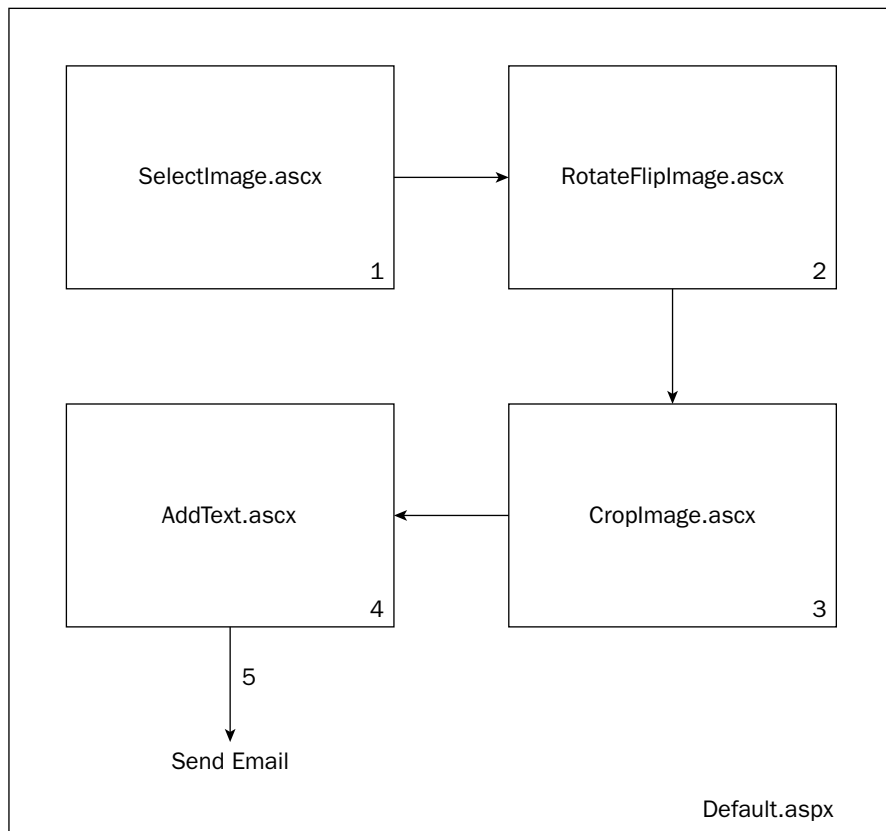 SelectImage.ascx
1
RotateFlipImage.ascx
2
AddText.ascx
4
CropImage.ascx
3
5
Send Email
Default.aspx